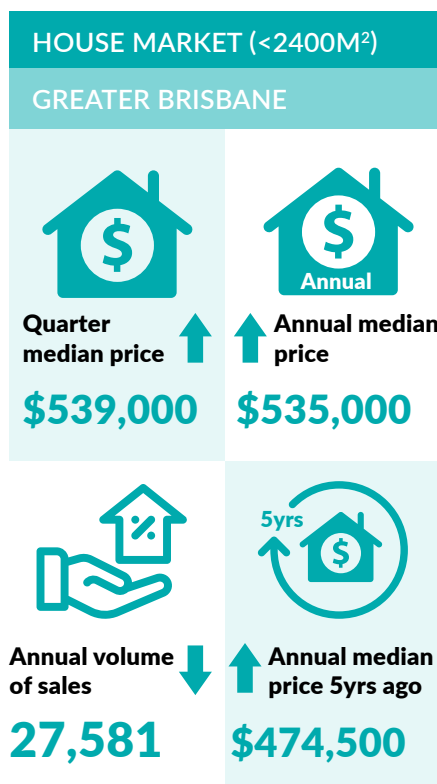 HOUSE MARKET (<2400M²)
GREATER BRISBANE
$
Quarter
median price
$539,000
$
Annual
Annual median
price
$535,000
%
Annual volume
of sales
27,581
5yrs
$
Annual median
price 5yrs ago
$474,500